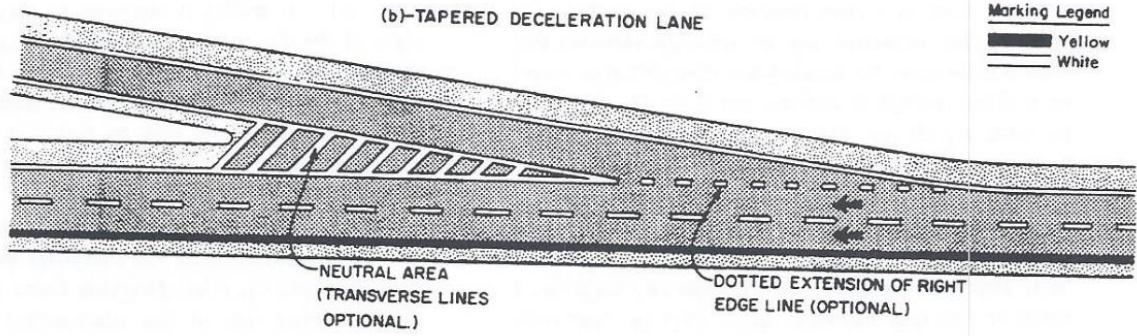 (b)-TAPERED DECELERATION LANE
Marking Legend
Yellow
White
NEUTRAL AREA
(TRANSVERSE LINES
OPTIONAL.)
DOTTED EXTENSION OF RIGHT
EDGE LINE (OPTIONAL)